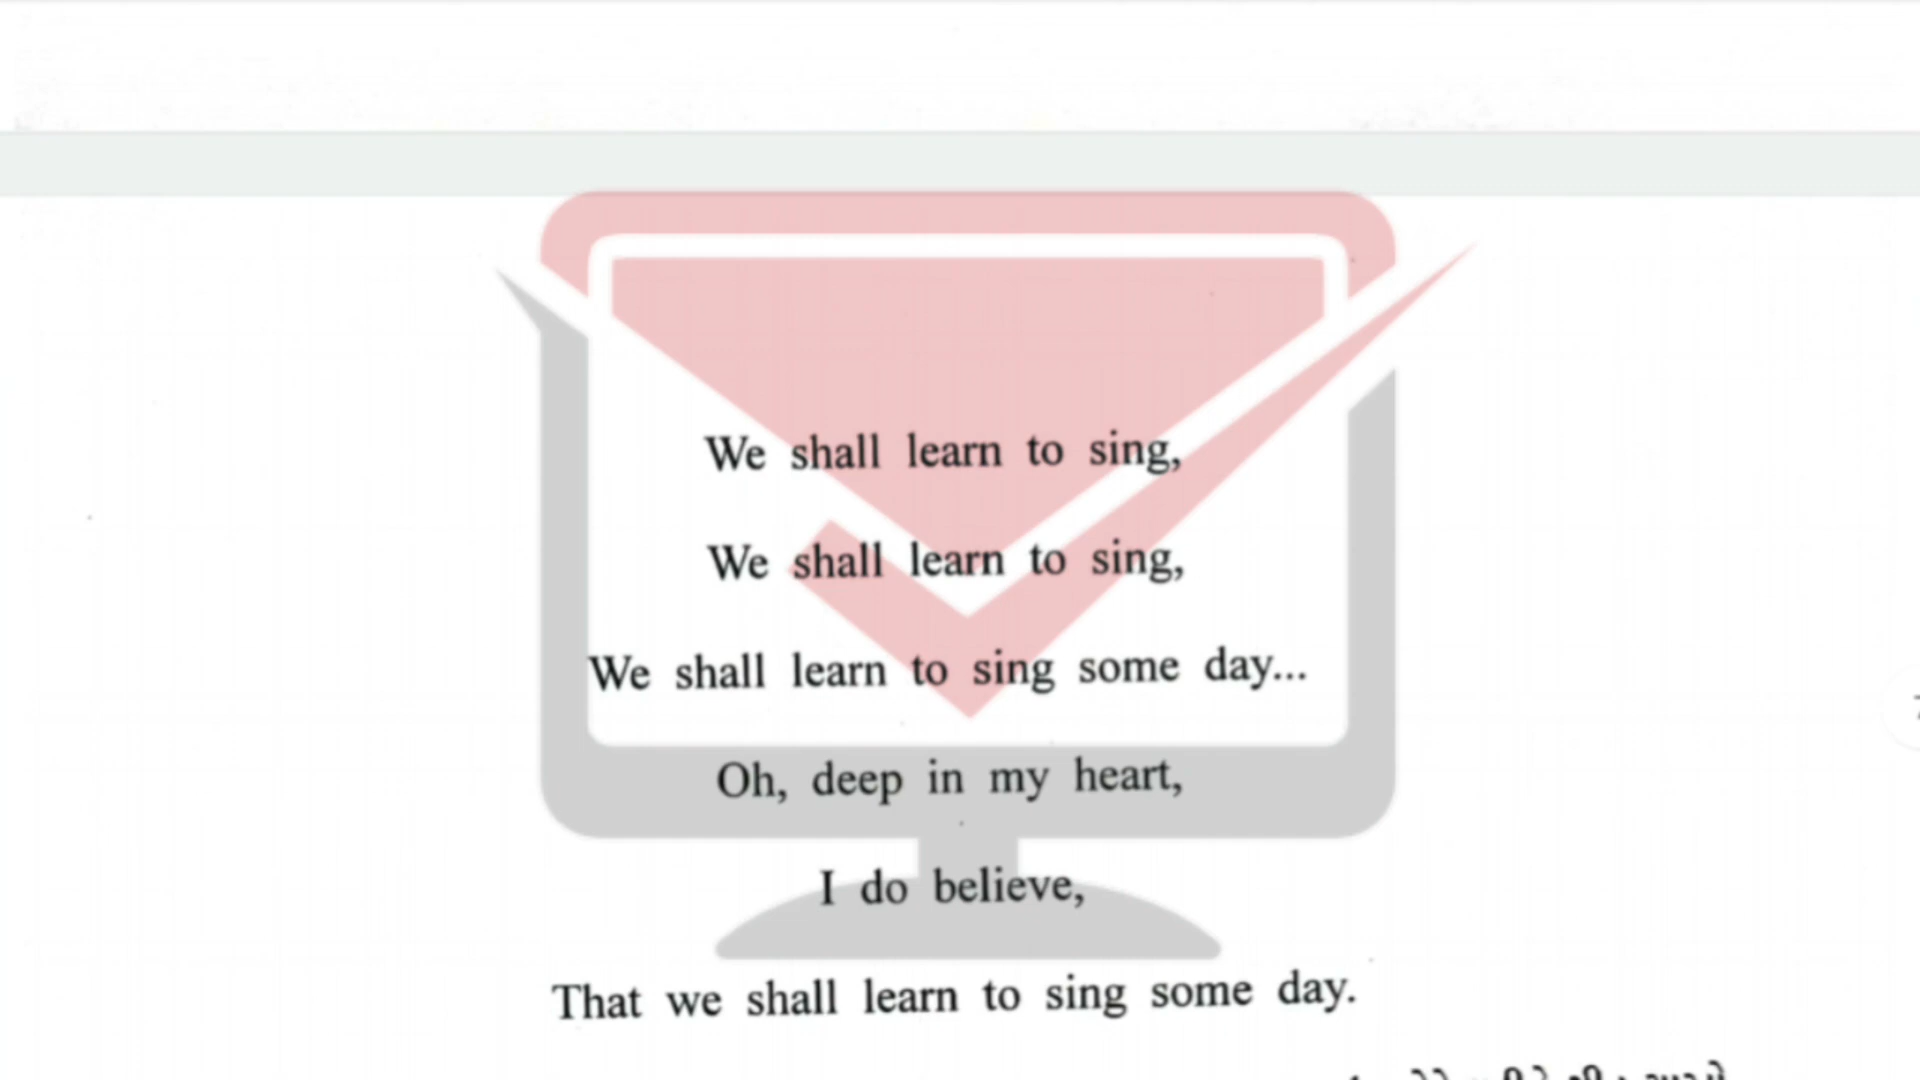 We shall learn to sing,
We shall learn to sing,
We shall learn to sing some day...
Oh, deep in my heart,
I do believe,
That we shall learn to sing some day.